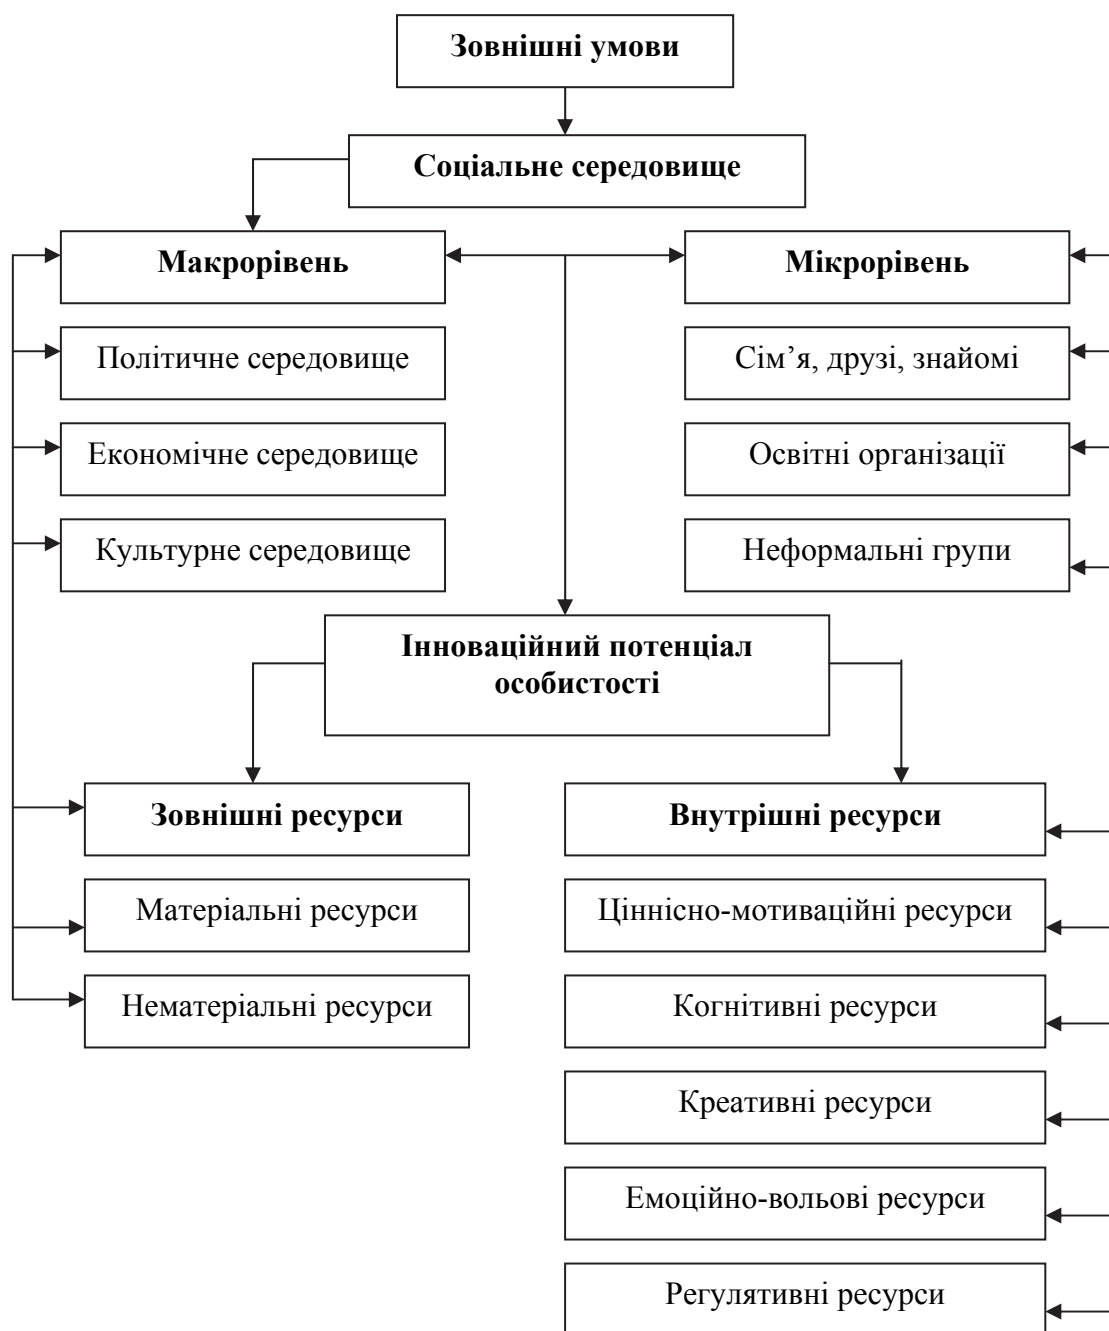 Зовнішні умови
Соціальне середовище
Макрорівень
Мікрорівень
Політичне середовище
Сім’я, друзі, знайомі
Економічне середовище
Освітні організації
Культурне середовище
Неформальні групи
Інноваційний потенціал
особистості
Зовнішні ресурси
Внутрішні ресурси
Матеріальні ресурси
Ціннісно-мотиваційні ресурси
Нематеріальні ресурси
Когнітивні ресурси
Креативні ресурси
Емоційно-вольові ресурси
Регулятивні ресурси